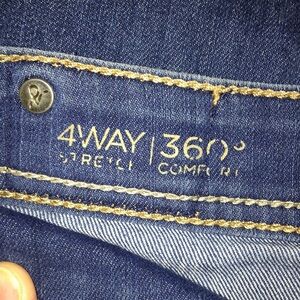 4WAY | 360°
STRETCH COMFORT